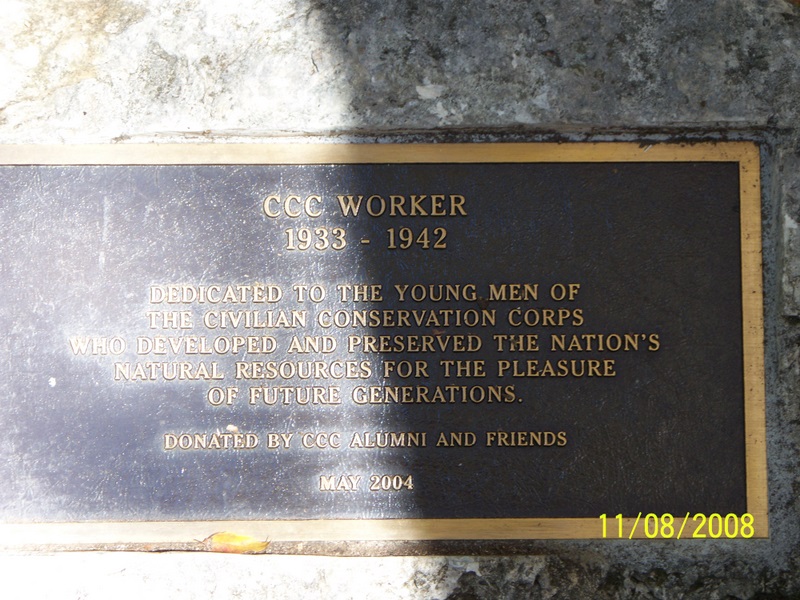 CCC WORKER
1933 - 1942
DEDICATED TO THE YOUNG MEN OF
THE CIVILIAN CONSERVATION CORPS
WHO DEVELOPED AND PRESERVED THE NATION'S
NATURAL RESOURCES FOR THE PLEASURE
OF FUTURE GENERATIONS.
DONATED BY CCC ALUMNI AND FRIENDS
MAY 2004
11/08/2008